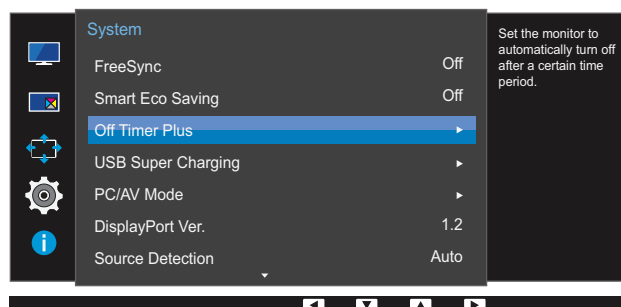 System
FreeSync Off
Smart Eco Saving Off
Off Timer Plus
USB Super Charging
PC/AV Mode
DisplayPort Ver. 1.2
Source Detection Auto
Set the monitor to
automatically turn off
after a certain time
period.